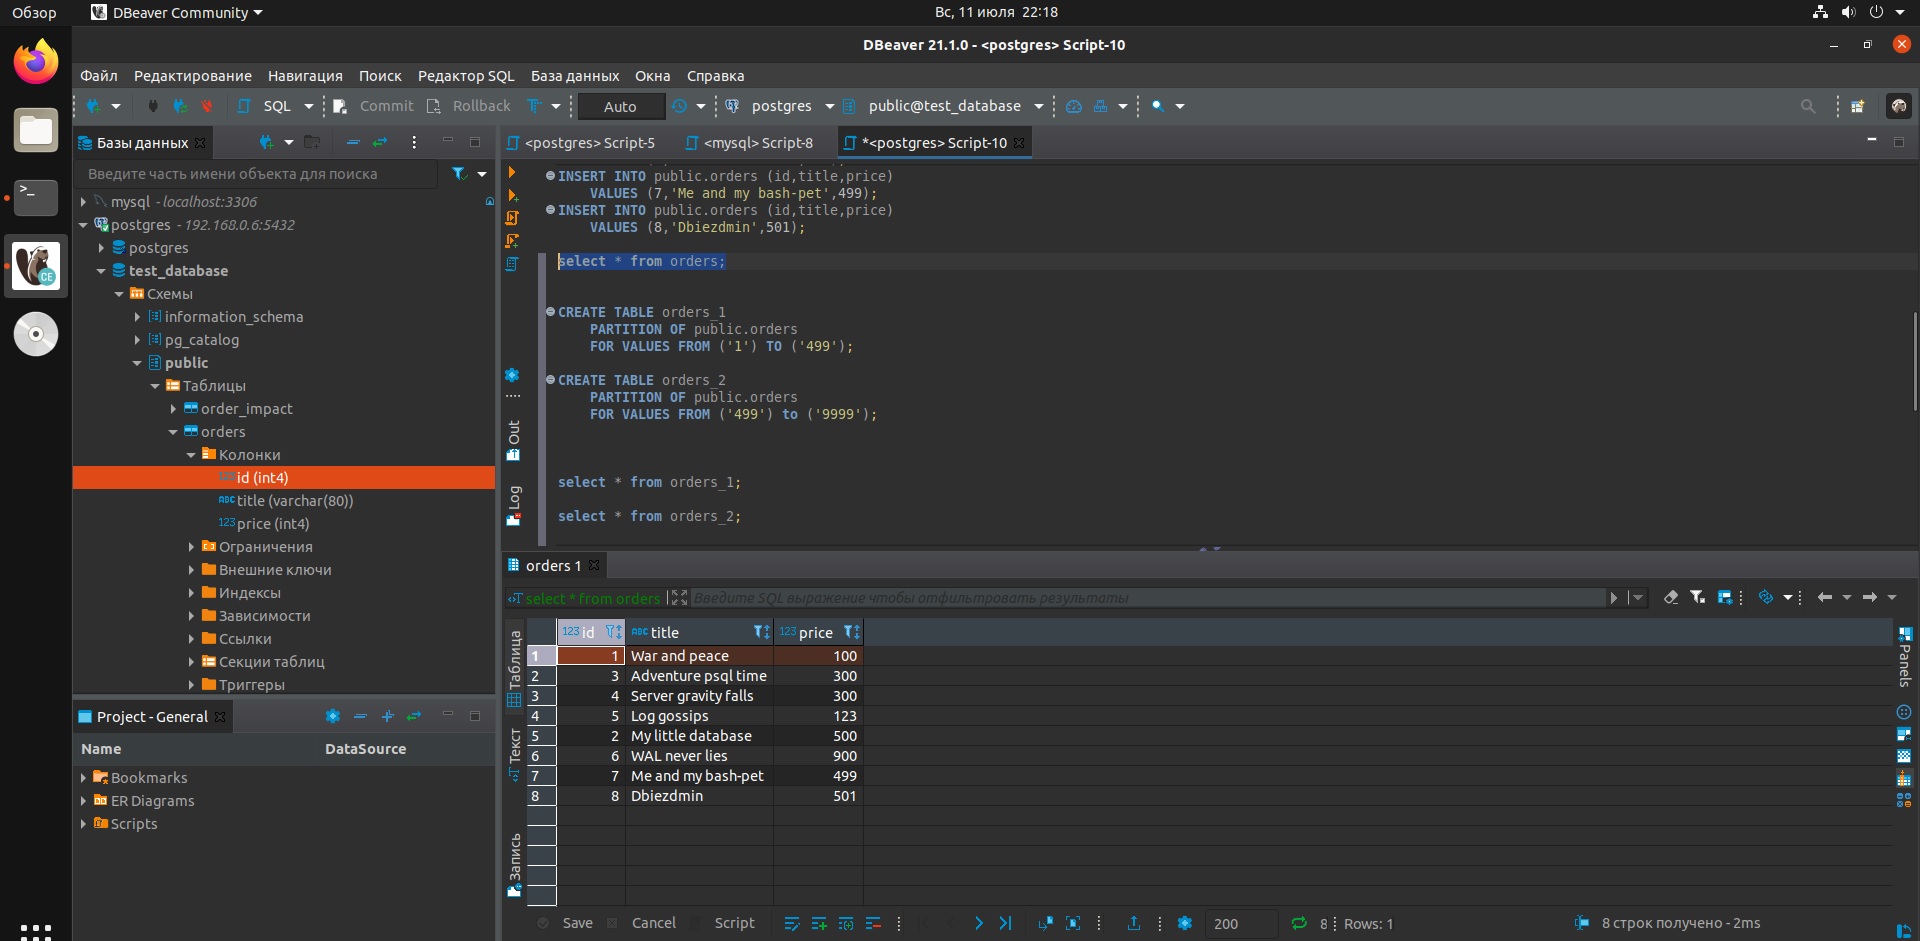 Обзор
DBeaver Community
Вс, 11 июля 22:18
DBeaver 21.1.0 - <postgres> Script-10
Файл Редактирование Навигация Поиск Редактор SQL База данных Окна Справка
SQL Commit Rollback Auto postgres public@test_database
Базы данных
Введите часть имени объекта для поиска
mysql - localhost:3306
postgres - 192.168.0.6:5432
postgres
test_database
Схемы
information_schema
pg_catalog
public
Таблицы
order_impact
orders
Колонки
123 id (int4)
ABC title (varchar(80))
123 price (int4)
Ограничения
Внешние ключи
Индексы
Зависимости
Ссылки
Секции таблиц
Триггеры
Project - General
Name DataSource
Bookmarks
ER Diagrams
Scripts
<postgres> Script-5 <mysql> Script-8 *<postgres> Script-10
INSERT INTO public.orders (id,title,price)
VALUES (7,'Me and my bash-pet',499);
INSERT INTO public.orders (id,title,price)
VALUES (8,'Dbiezdmin',501);
select * from orders;
CREATE TABLE orders_1
PARTITION OF public.orders
FOR VALUES FROM ('1') TO ('499');
CREATE TABLE orders_2
PARTITION OF public.orders
FOR VALUES FROM ('499') to ('9999');
select * from orders_1;
select * from orders_2;
Out
Log
orders 1
select * from orders Введите SQL выражение чтобы отфильтровать результаты
Таблица
Текст
Запись
Panels
123 id ABC title 123 price
1 1 War and peace 100
2 3 Adventure psql time 300
3 4 Server gravity falls 300
4 5 Log gossips 123
5 2 My little database 500
6 6 WAL never lies 900
7 7 Me and my bash-pet 499
8 8 Dbiezdmin 501
Save Cancel Script 200 8 Rows: 1 8 строк получено - 2ms